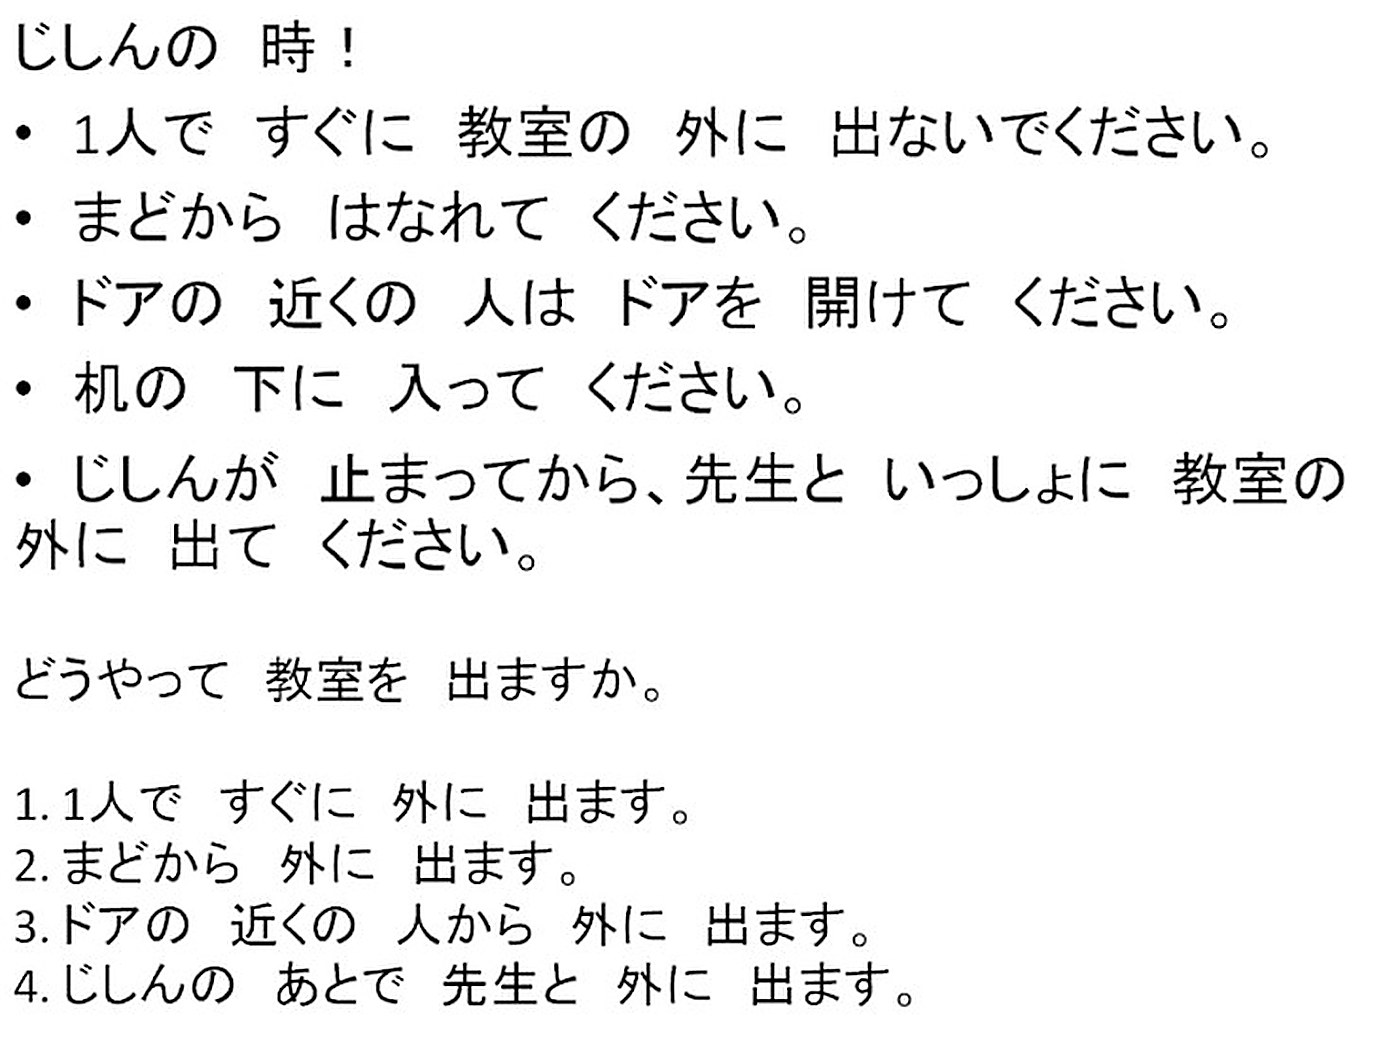 じしんの　時！
• 1人で　すぐに　教室の　外に　出ないでください。
• まどから　はなれて　ください。
• ドアの　近くの　人は　ドアを　開けて　ください。
• 机の　下に　入って　ください。
• じしんが　止まってから、先生と　いっしょに　教室の
外に　出て　ください。
どうやって　教室を　出ますか。
1. 1人で　すぐに　外に　出ます。
2. まどから　外に　出ます。
3. ドアの　近くの　人から　外に　出ます。
4. じしんの　あとで　先生と　外に　出ます。